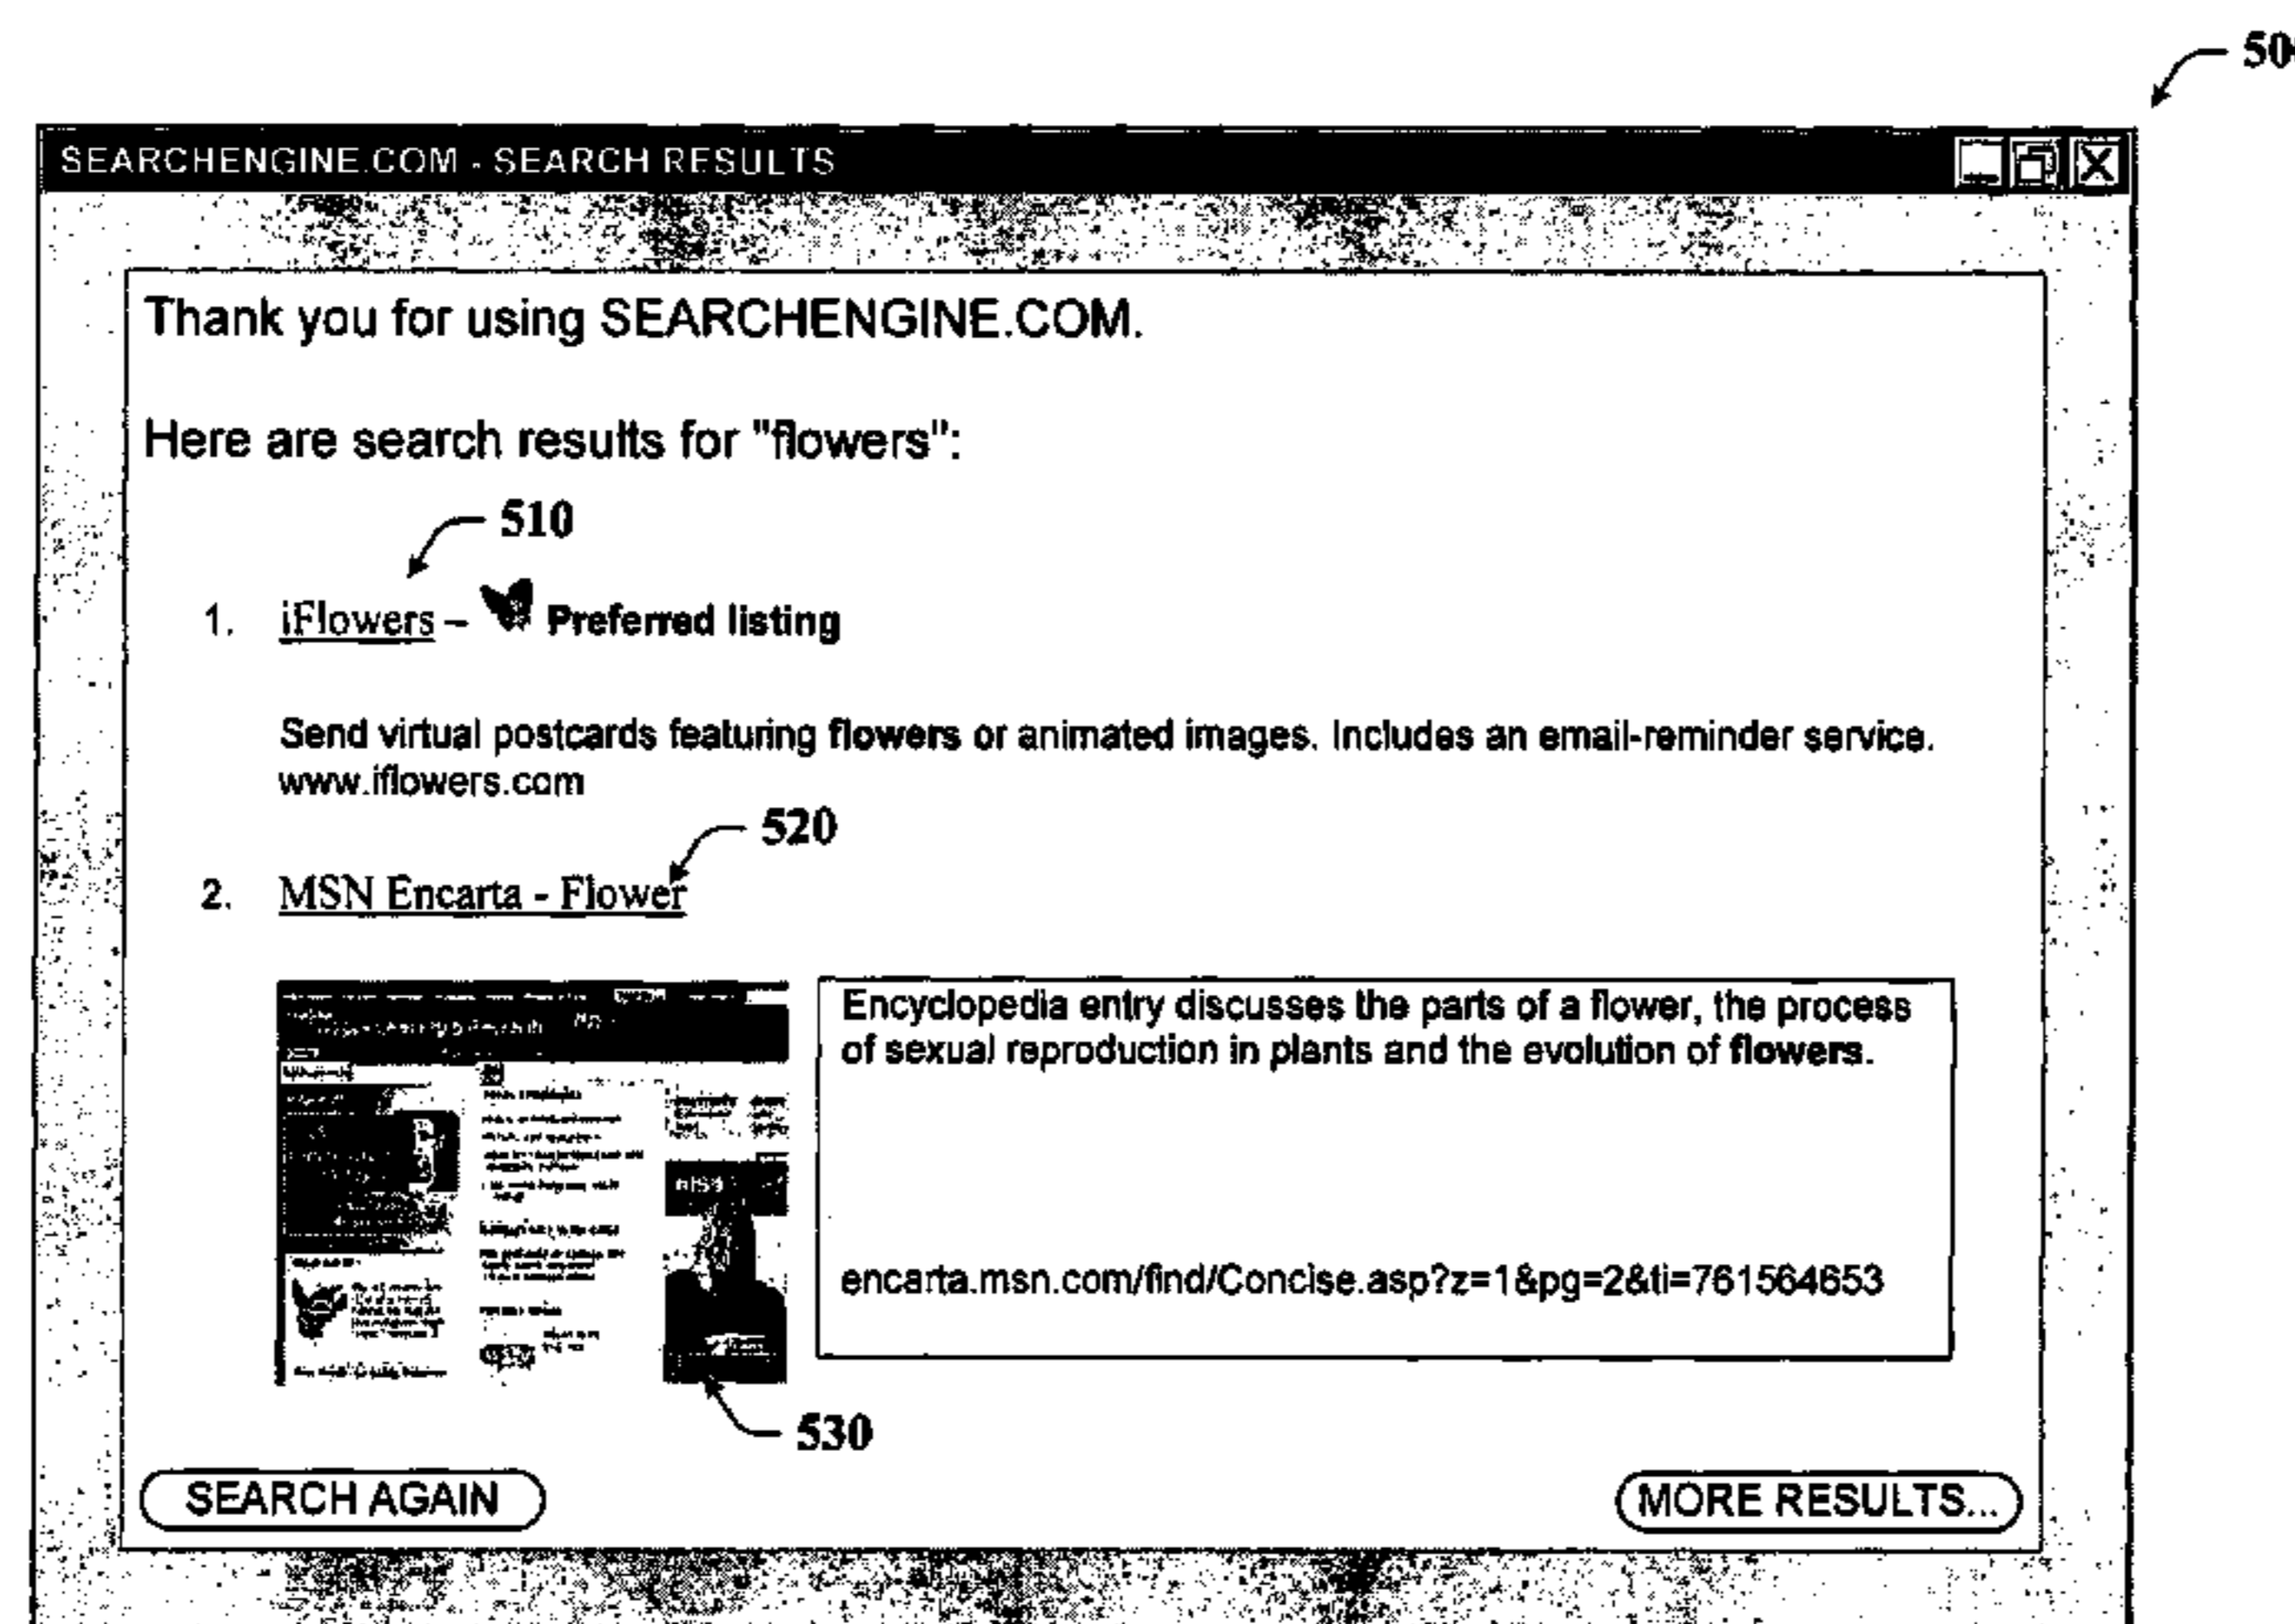 50
SEARCHENGINE.COM - SEARCH RESULTS
Thank you for using SEARCHENGINE.COM.
Here are search results for "flowers":
510
1. iFlowers – Preferred listing
Send virtual postcards featuring flowers or animated images. Includes an email-reminder service.
www.iflowers.com
520
2. MSN Encarta - Flower
Encyclopedia entry discusses the parts of a flower, the process
of sexual reproduction in plants and the evolution of flowers.
encarta.msn.com/find/Concise.asp?z=1&pg=2&ti=761564653
530
SEARCH AGAIN
MORE RESULTS...